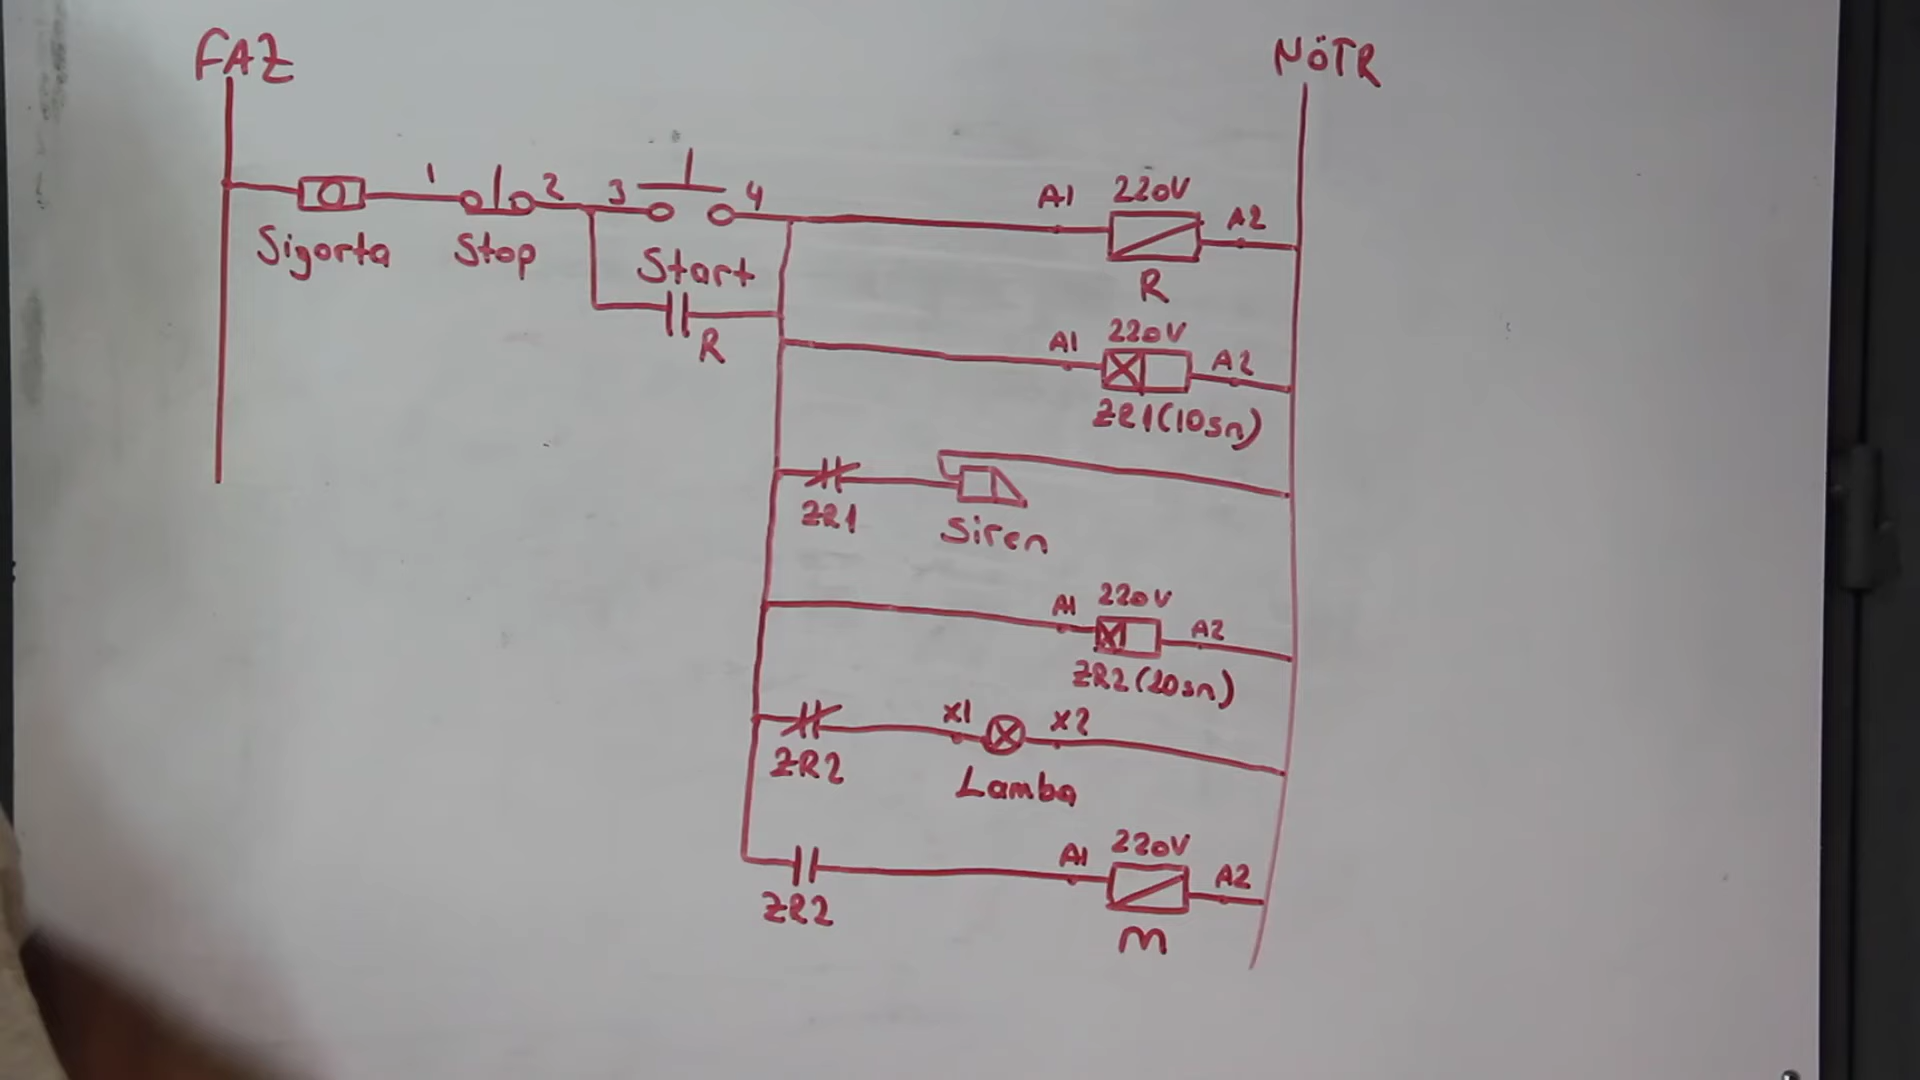 FAZ
NÖTR
1 2 3 4
Sigorta
Stop
Start
R
A1 220V A2
R
A1 220V A2
ZR1(10sn)
ZR1
Siren
A1 220V A2
ZR2(20sn)
ZR2
X1 X2
Lamba
ZR2
A1 220V A2
M